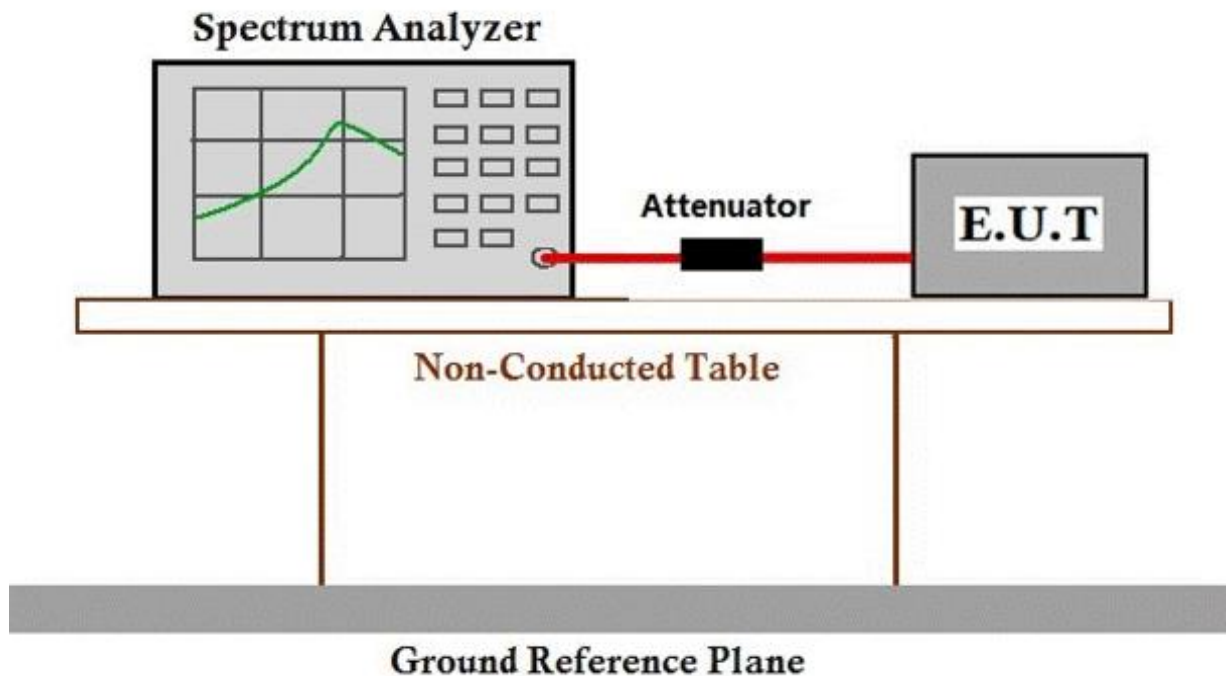 Spectrum Analyzer
Attenuator
E.U.T
Non-Conducted Table
Ground Reference Plane